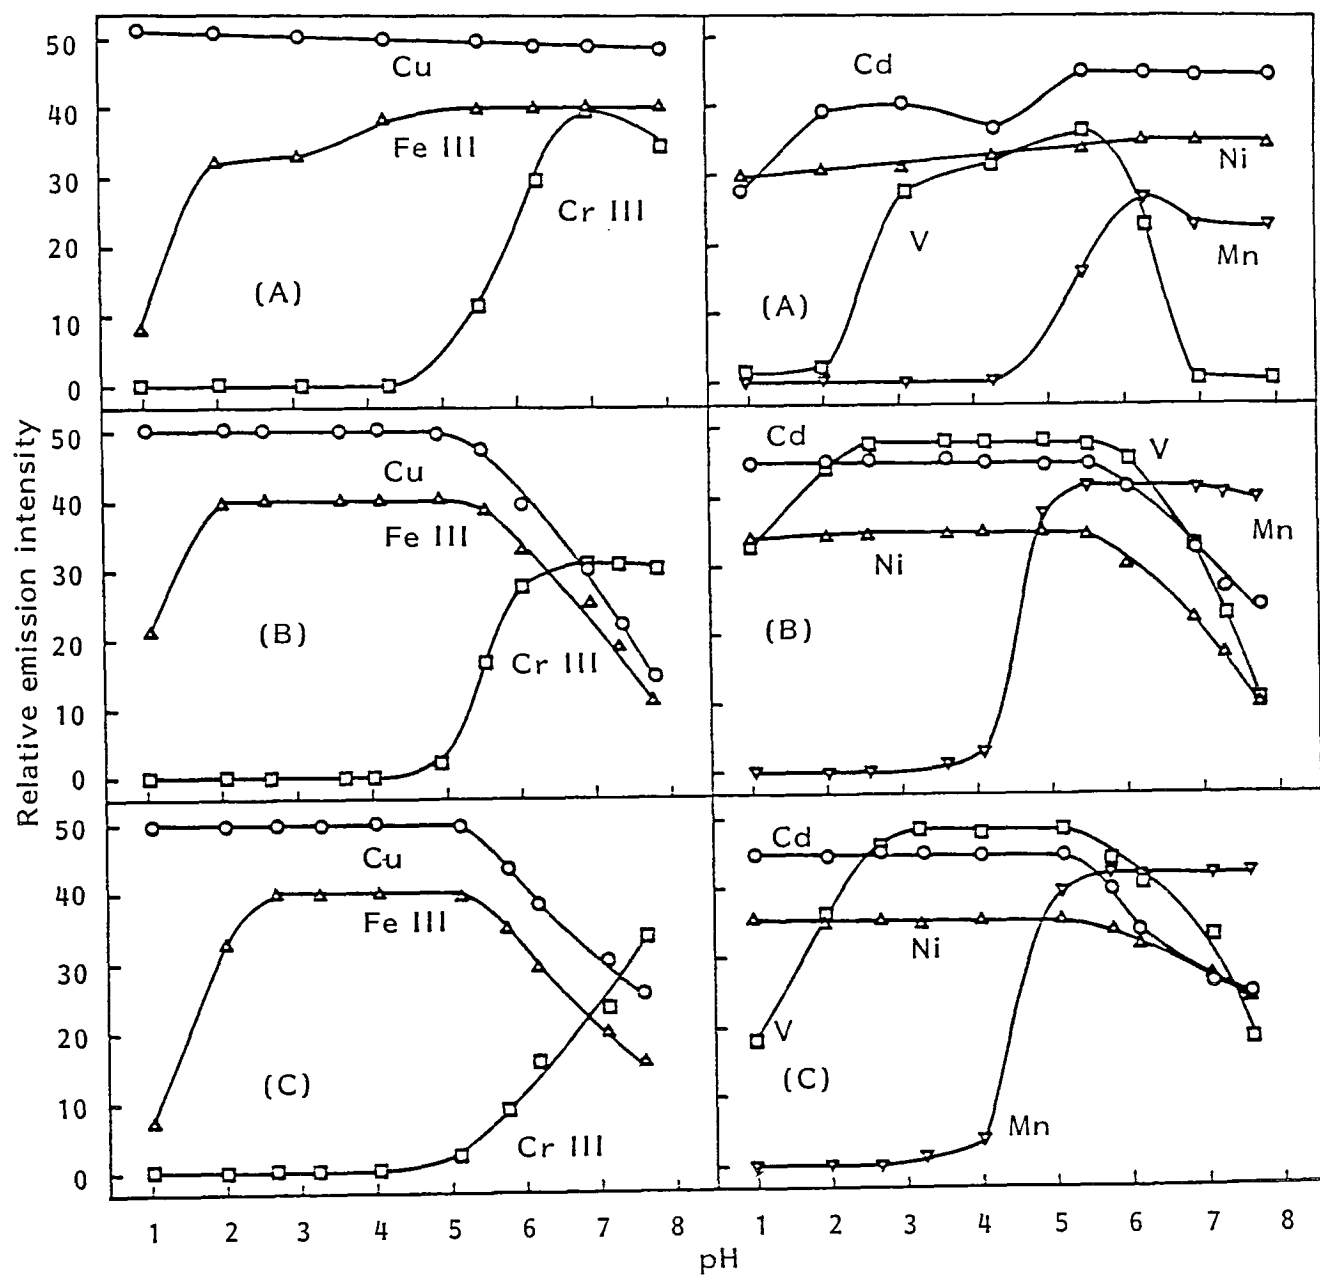 50
Cu
Cd
40
Fe III
Ni
30
Cr III
V
20
Mn
(A)
(A)
10
0
50
Cd
V
Cu
40
Fe III
Mn
Ni
30
(B)
(B)
20
Cr III
10
0
50
Cd
Cu
40
Fe III
Ni
30
V
20
(C)
(C)
10
Mn
Cr III
0
1 2 3 4 5 6 7 8
1 2 3 4 5 6 7 8
pH
Relative emission intensity